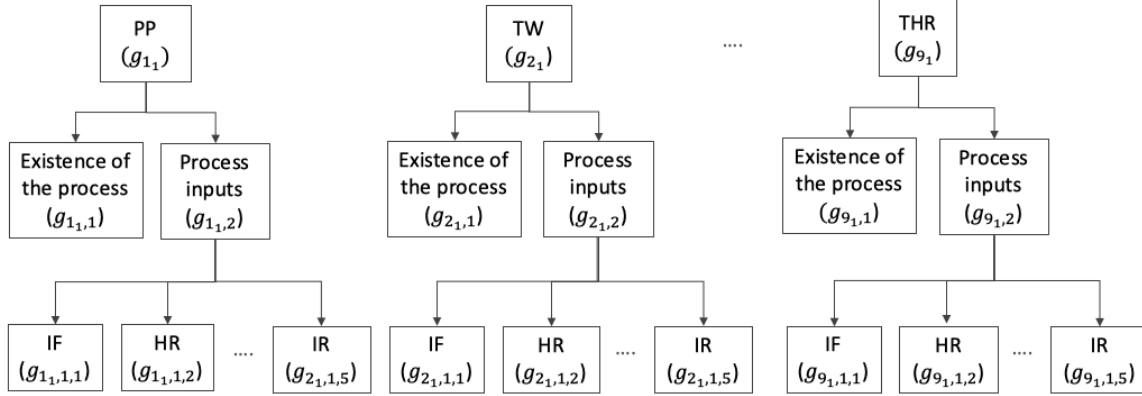 PP
(g₁₁)
TW
(g₂₁)
....
THR
(g₉₁)
Existence of
the process
(g₁₁,₁)
Process
inputs
(g₁₁,₂)
Existence of
the process
(g₂₁,₁)
Process
inputs
(g₂₁,₂)
Existence of
the process
(g₉₁,₁)
Process
inputs
(g₉₁,₂)
IF
(g₁₁,₁,₁)
HR
(g₁₁,₁,₂)
....
IR
(g₂₁,₁,₅)
IF
(g₂₁,₁,₁)
HR
(g₂₁,₁,₂)
....
IR
(g₂₁,₁,₅)
IF
(g₉₁,₁,₁)
HR
(g₉₁,₁,₂)
....
IR
(g₉₁,₁,₅)